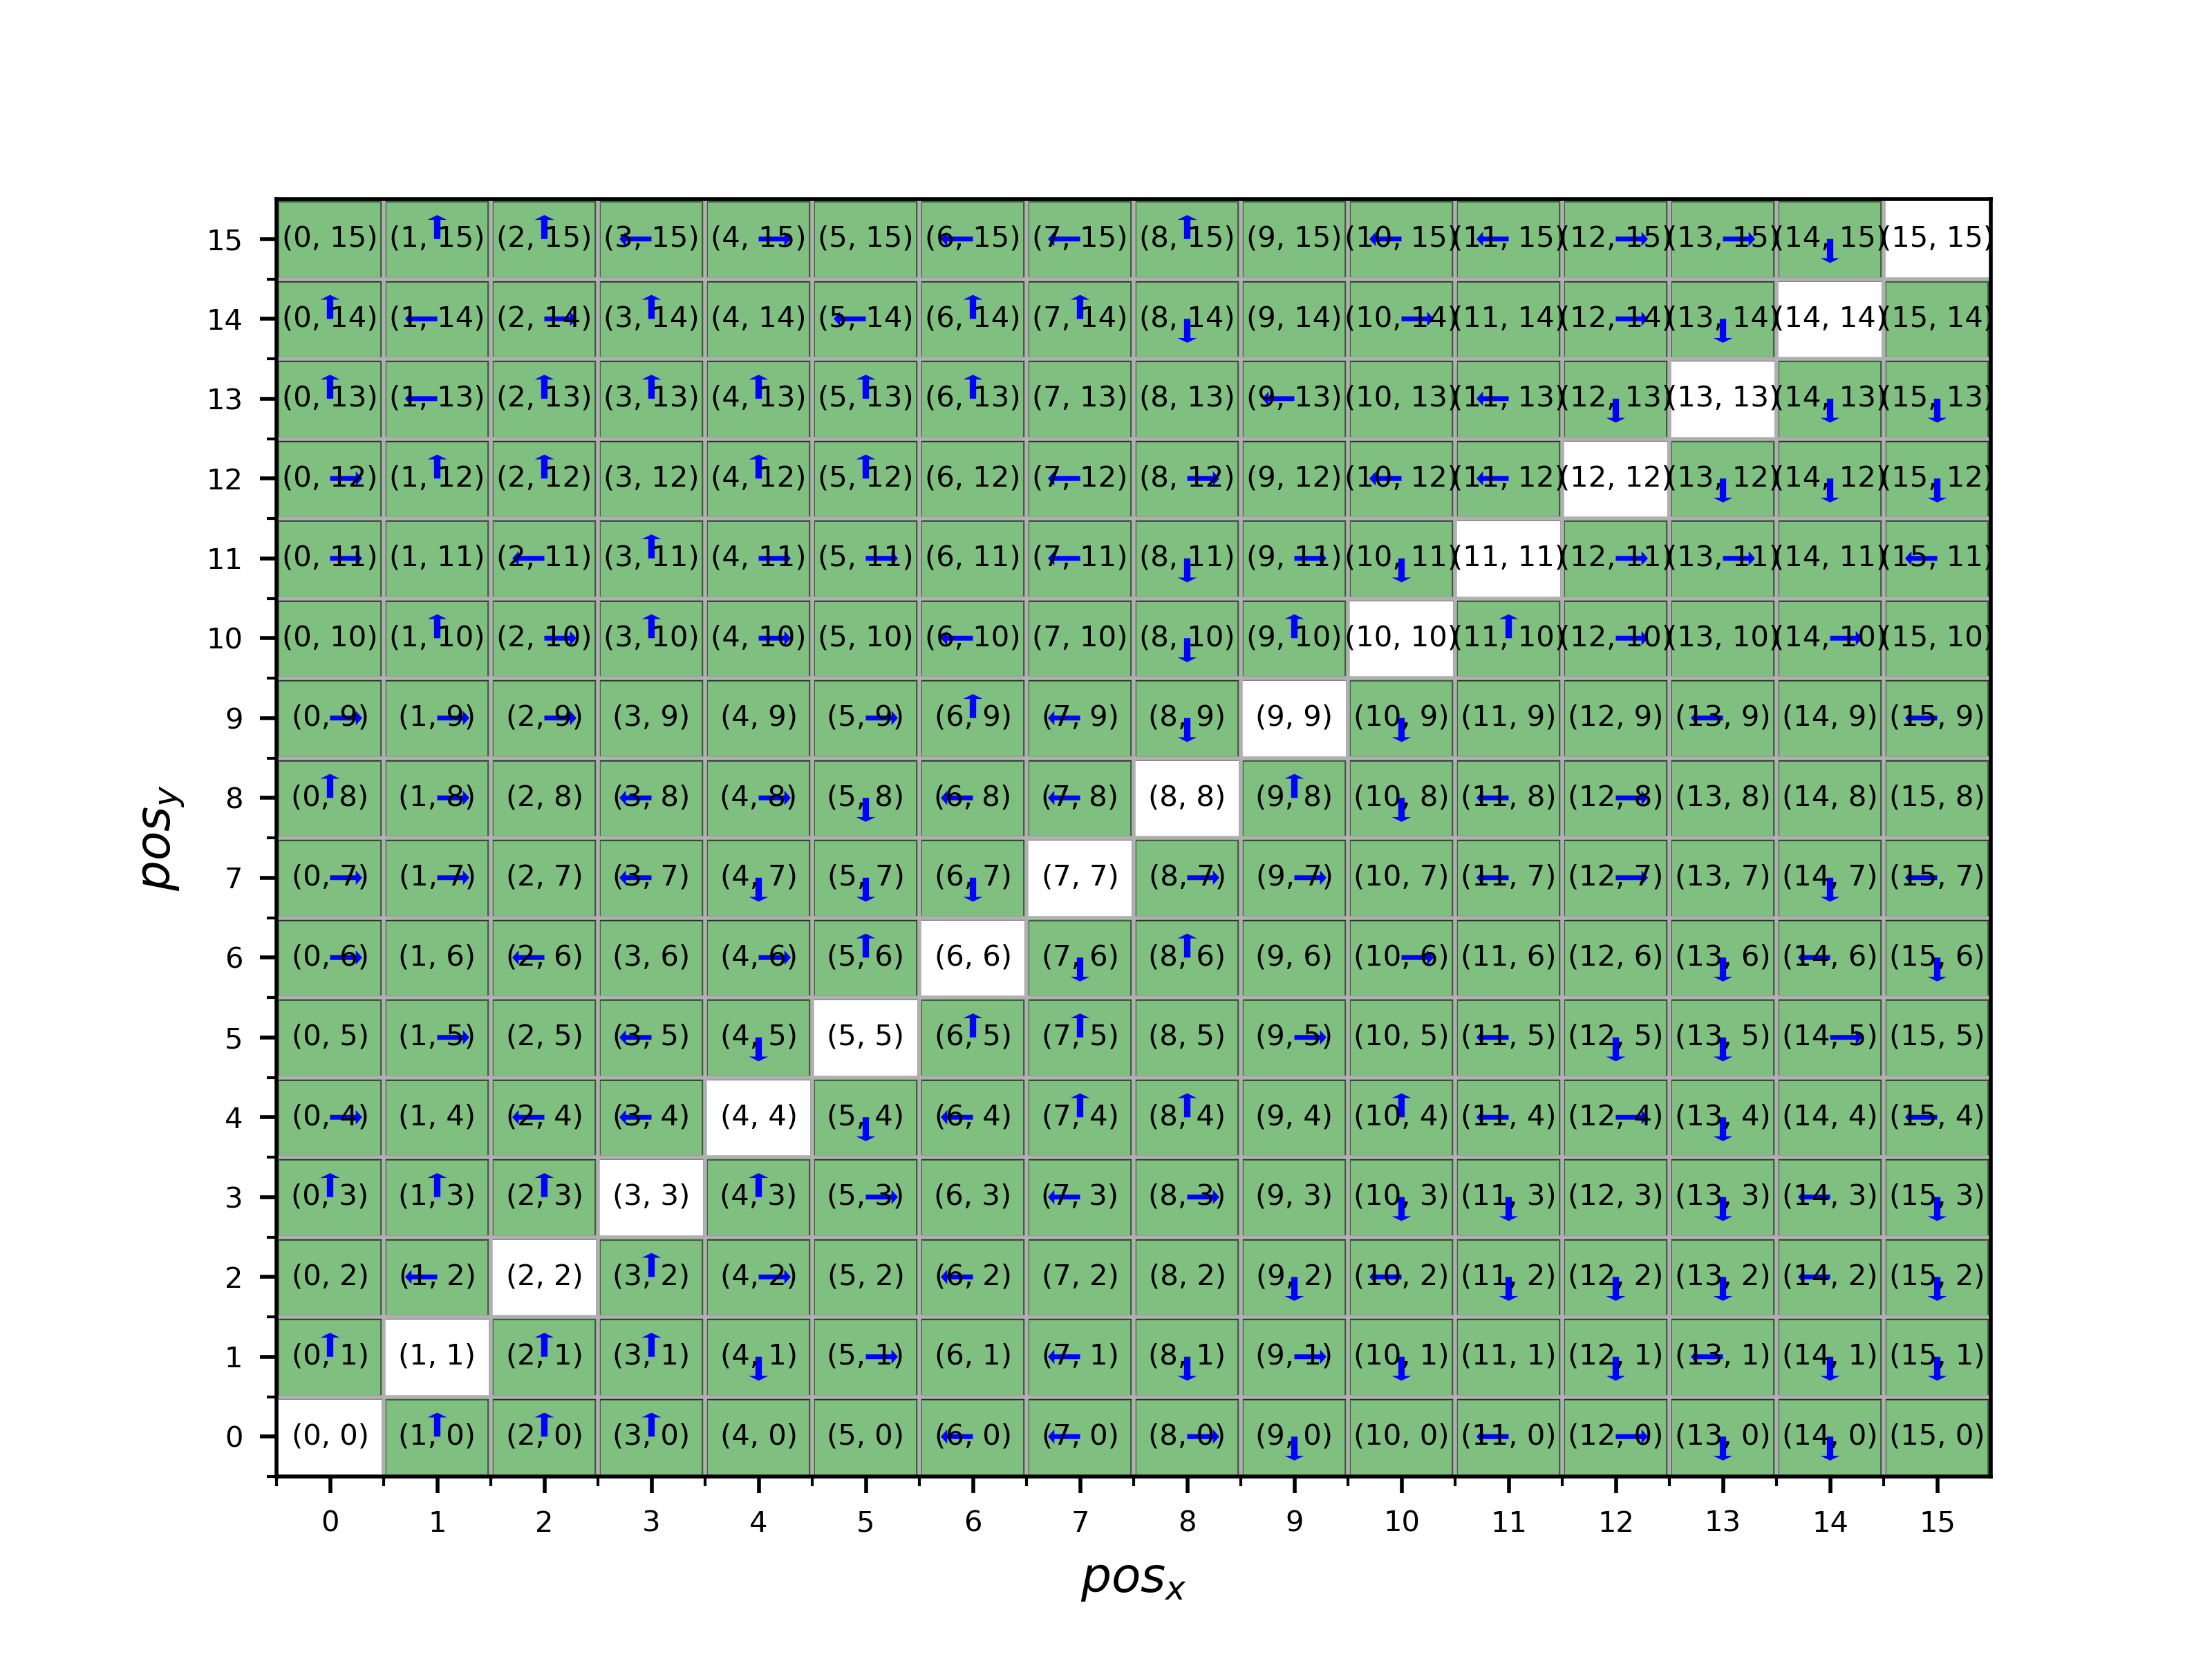 15 (0, 15) (1, 15) (2, 15) (3, 15) (4, 15) (5, 15) (6, 15) (7, 15) (8, 15) (9, 15) (10, 15) (11, 15) (12, 15) (13, 15) (14, 15) (15, 15)
14 (0, 14) (1, 14) (2, 14) (3, 14) (4, 14) (5, 14) (6, 14) (7, 14) (8, 14) (9, 14) (10, 14) (11, 14) (12, 14) (13, 14) (14, 14) (15, 14)
13 (0, 13) (1, 13) (2, 13) (3, 13) (4, 13) (5, 13) (6, 13) (7, 13) (8, 13) (9, 13) (10, 13) (11, 13) (12, 13) (13, 13) (14, 13) (15, 13)
12 (0, 12) (1, 12) (2, 12) (3, 12) (4, 12) (5, 12) (6, 12) (7, 12) (8, 12) (9, 12) (10, 12) (11, 12) (12, 12) (13, 12) (14, 12) (15, 12)
11 (0, 11) (1, 11) (2, 11) (3, 11) (4, 11) (5, 11) (6, 11) (7, 11) (8, 11) (9, 11) (10, 11) (11, 11) (12, 11) (13, 11) (14, 11) (15, 11)
10 (0, 10) (1, 10) (2, 10) (3, 10) (4, 10) (5, 10) (6, 10) (7, 10) (8, 10) (9, 10) (10, 10) (11, 10) (12, 10) (13, 10) (14, 10) (15, 10)
9 (0, 9) (1, 9) (2, 9) (3, 9) (4, 9) (5, 9) (6, 9) (7, 9) (8, 9) (9, 9) (10, 9) (11, 9) (12, 9) (13, 9) (14, 9) (15, 9)
8 (0, 8) (1, 8) (2, 8) (3, 8) (4, 8) (5, 8) (6, 8) (7, 8) (8, 8) (9, 8) (10, 8) (11, 8) (12, 8) (13, 8) (14, 8) (15, 8)
7 (0, 7) (1, 7) (2, 7) (3, 7) (4, 7) (5, 7) (6, 7) (7, 7) (8, 7) (9, 7) (10, 7) (11, 7) (12, 7) (13, 7) (14, 7) (15, 7)
6 (0, 6) (1, 6) (2, 6) (3, 6) (4, 6) (5, 6) (6, 6) (7, 6) (8, 6) (9, 6) (10, 6) (11, 6) (12, 6) (13, 6) (14, 6) (15, 6)
5 (0, 5) (1, 5) (2, 5) (3, 5) (4, 5) (5, 5) (6, 5) (7, 5) (8, 5) (9, 5) (10, 5) (11, 5) (12, 5) (13, 5) (14, 5) (15, 5)
4 (0, 4) (1, 4) (2, 4) (3, 4) (4, 4) (5, 4) (6, 4) (7, 4) (8, 4) (9, 4) (10, 4) (11, 4) (12, 4) (13, 4) (14, 4) (15, 4)
3 (0, 3) (1, 3) (2, 3) (3, 3) (4, 3) (5, 3) (6, 3) (7, 3) (8, 3) (9, 3) (10, 3) (11, 3) (12, 3) (13, 3) (14, 3) (15, 3)
2 (0, 2) (1, 2) (2, 2) (3, 2) (4, 2) (5, 2) (6, 2) (7, 2) (8, 2) (9, 2) (10, 2) (11, 2) (12, 2) (13, 2) (14, 2) (15, 2)
1 (0, 1) (1, 1) (2, 1) (3, 1) (4, 1) (5, 1) (6, 1) (7, 1) (8, 1) (9, 1) (10, 1) (11, 1) (12, 1) (13, 1) (14, 1) (15, 1)
0 (0, 0) (1, 0) (2, 0) (3, 0) (4, 0) (5, 0) (6, 0) (7, 0) (8, 0) (9, 0) (10, 0) (11, 0) (12, 0) (13, 0) (14, 0) (15, 0)
0 1 2 3 4 5 6 7 8 9 10 11 12 13 14 15
pos_x
pos_y